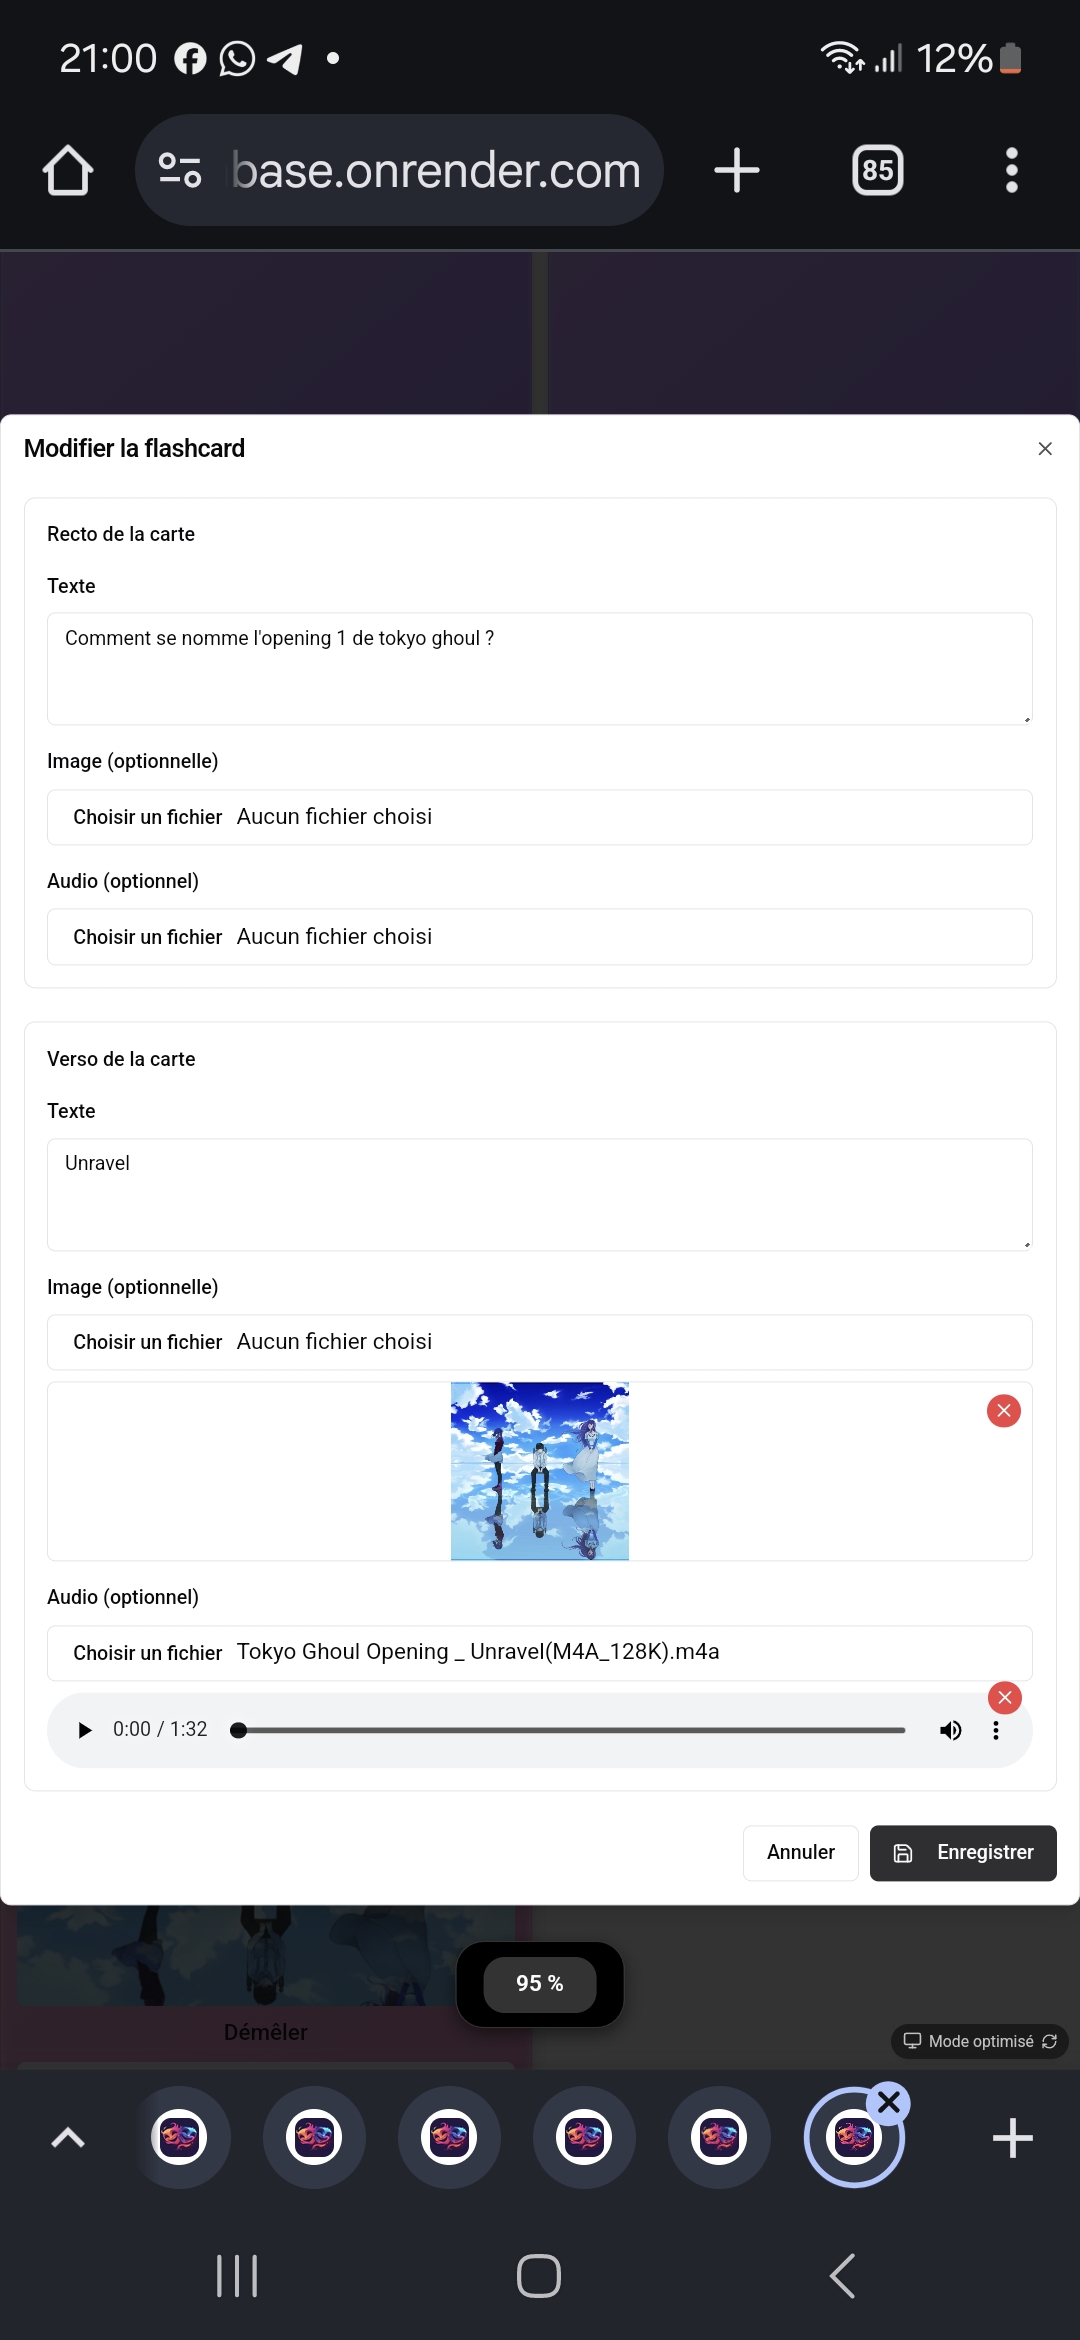 21:00
12%
base.onrender.com
85
Modifier la flashcard
Recto de la carte
Texte
Comment se nomme l'opening 1 de tokyo ghoul ?
Image (optionnelle)
Choisir un fichier Aucun fichier choisi
Audio (optionnel)
Choisir un fichier Aucun fichier choisi
Verso de la carte
Texte
Unravel
Image (optionnelle)
Choisir un fichier Aucun fichier choisi
Audio (optionnel)
Choisir un fichier Tokyo Ghoul Opening _ Unravel(M4A_128K).m4a
0:00 / 1:32
Annuler
Enregistrer
95 %
Démêler
Mode optimisé